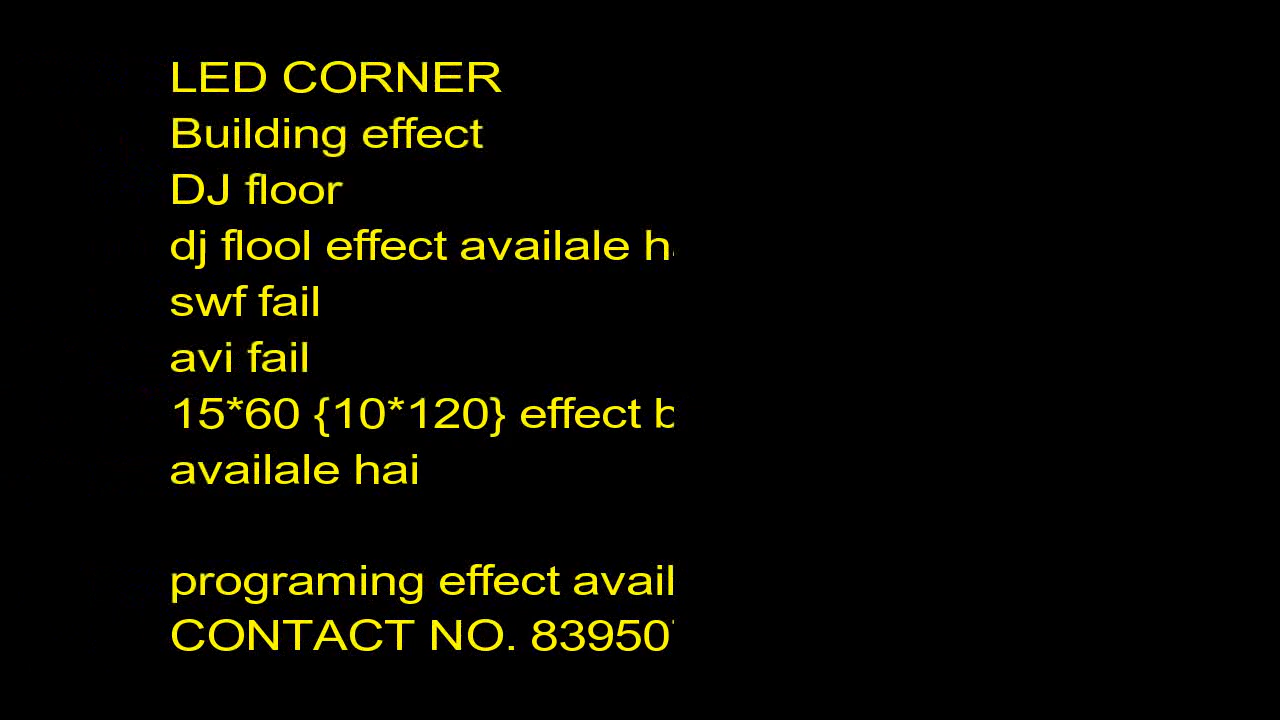 LED CORNER
Building effect
DJ floor
dj flool effect availale
swf fail
avi fail
15*60 {10*120} effect
availale hai
programing effect
CONTACT NO.